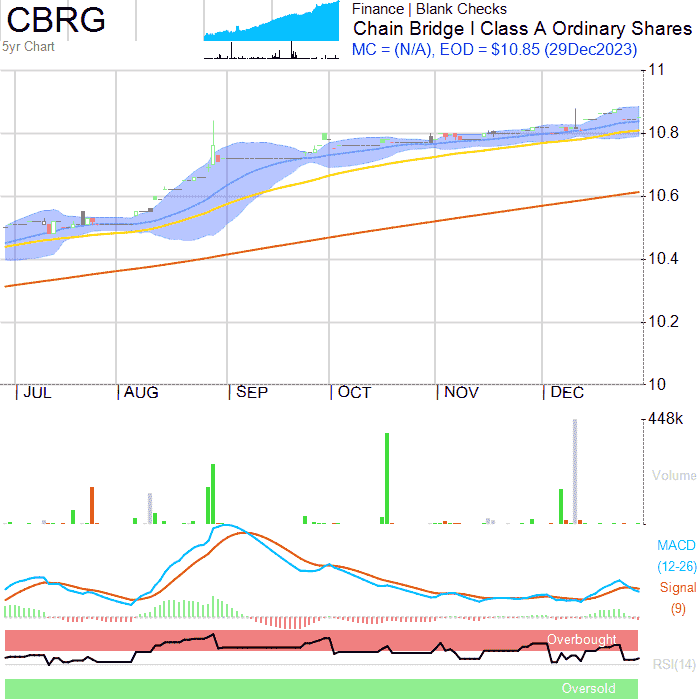 CBRG
5yr Chart
Finance | Blank Checks
Chain Bridge I Class A Ordinary Shares
MC = (N/A), EOD = $10.85 (29Dec2023)
11
10.8
10.6
10.4
10.2
10
JUL AUG SEP OCT NOV DEC
448k
Volume
MACD
(12-26)
Signal
(9)
Overbought
RSI(14)
Oversold